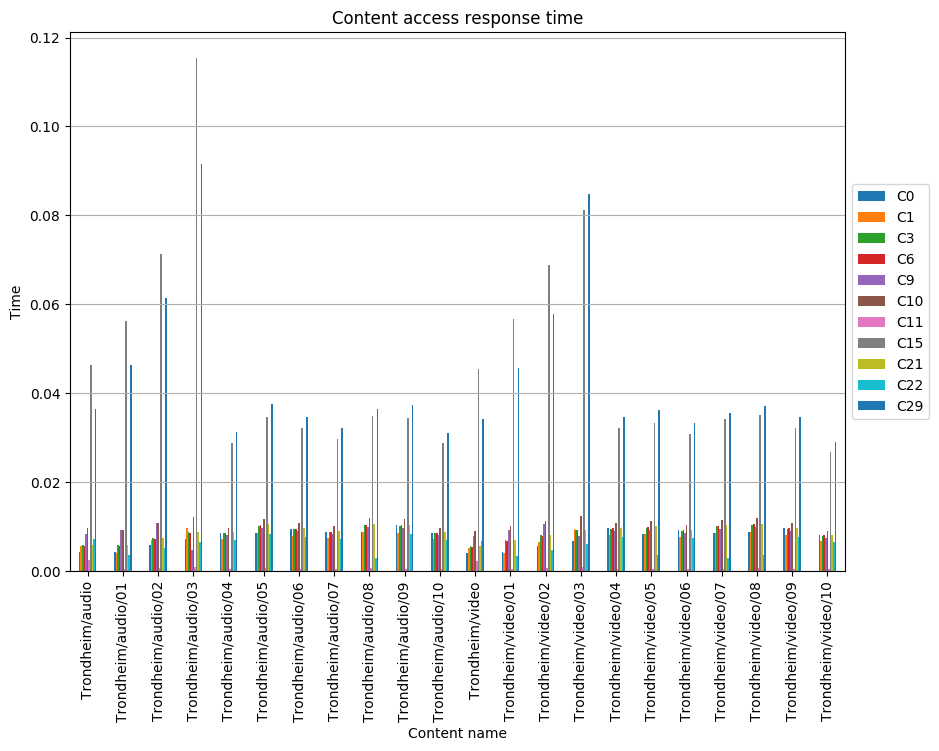 Content access response time
Time
0.12
0.10
0.08
0.06
0.04
0.02
0.00
C0
C1
C3
C6
C9
C10
C11
C15
C21
C22
C29
Trondheim/audio
Trondheim/audio/01
Trondheim/audio/02
Trondheim/audio/03
Trondheim/audio/04
Trondheim/audio/05
Trondheim/audio/06
Trondheim/audio/07
Trondheim/audio/08
Trondheim/audio/09
Trondheim/audio/10
Trondheim/video
Trondheim/video/01
Trondheim/video/02
Trondheim/video/03
Trondheim/video/04
Trondheim/video/05
Trondheim/video/06
Trondheim/video/07
Trondheim/video/08
Trondheim/video/09
Trondheim/video/10
Content name